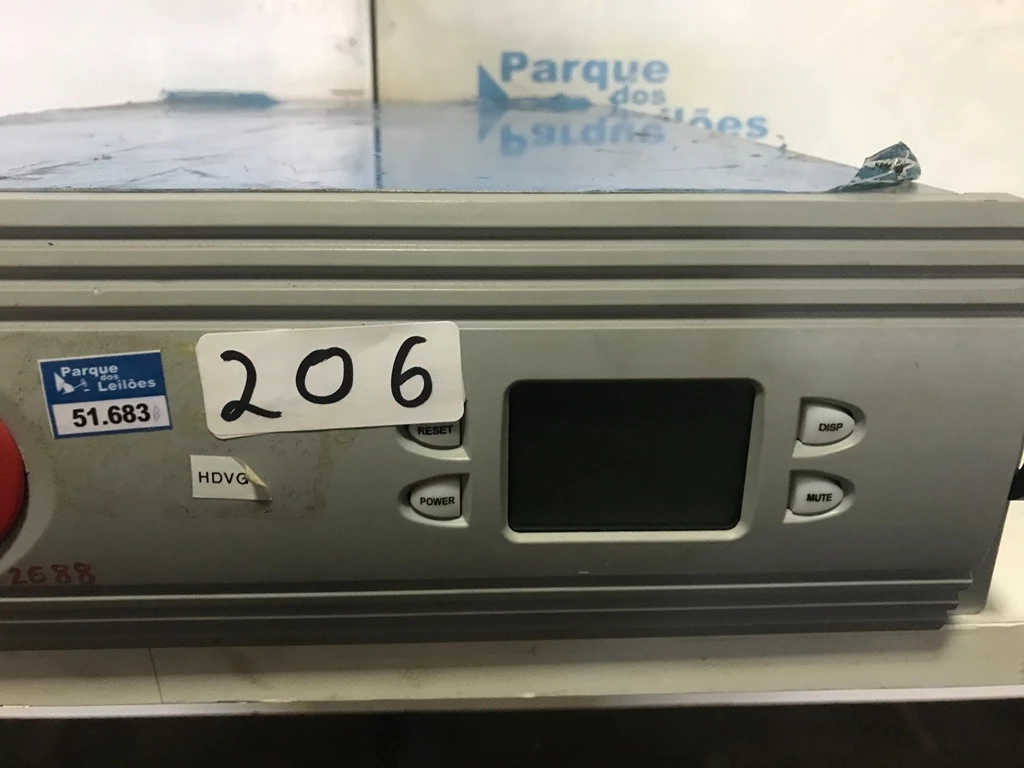 Parque
dos
Leilões
Parque
dos
Leilões
51.683
206
HDVG
RESET
DISP
POWER
MUTE
2688